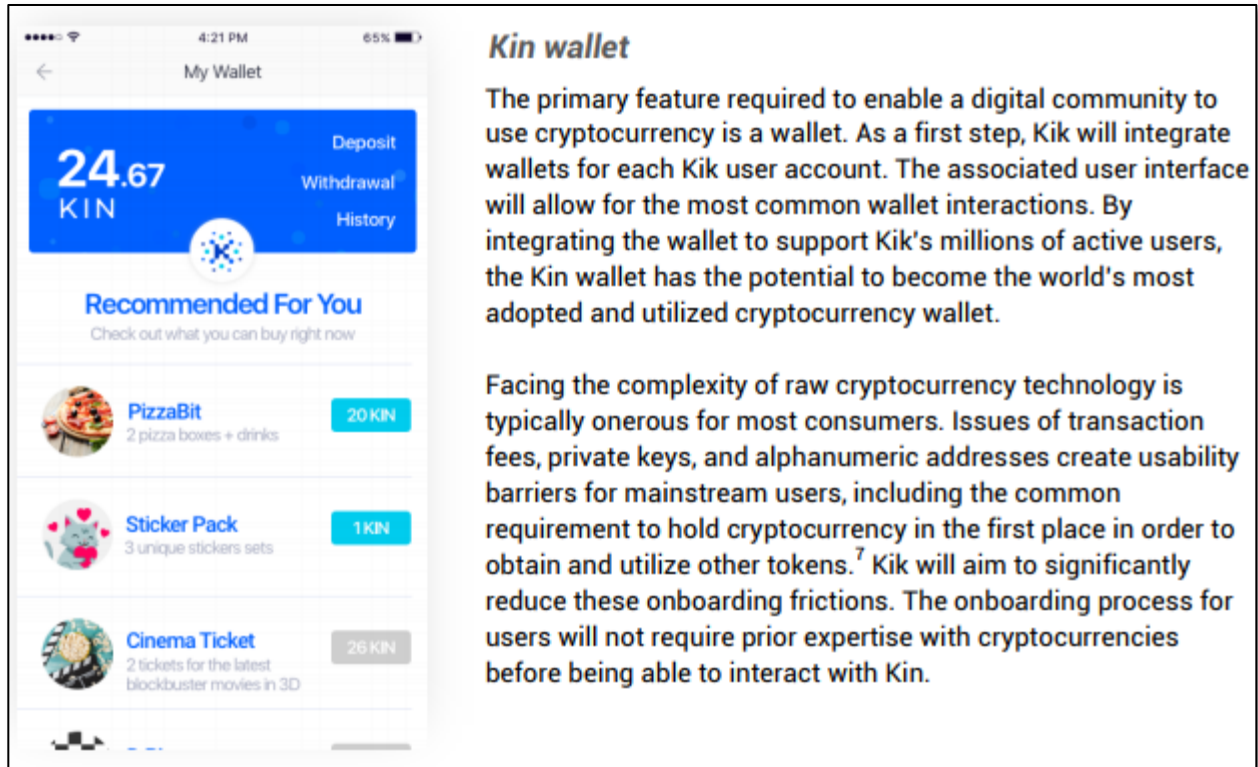 4:21 PM
65%
My Wallet
24.67
KIN
Deposit
Withdrawal
History
K
Recommended For You
Check out what you can buy right now
PizzaBit
2 pizza boxes + drinks
20 KIN
Sticker Pack
3 unique stickers sets
1 KIN
Cinema Ticket
2 tickets for the latest
blockbuster movies in 3D
26 KIN
Kin wallet
The primary feature required to enable a digital community to
use cryptocurrency is a wallet. As a first step, Kik will integrate
wallets for each Kik user account. The associated user interface
will allow for the most common wallet interactions. By
integrating the wallet to support Kik's millions of active users,
the Kin wallet has the potential to become the world's most
adopted and utilized cryptocurrency wallet.
Facing the complexity of raw cryptocurrency technology is
typically onerous for most consumers. Issues of transaction
fees, private keys, and alphanumeric addresses create usability
barriers for mainstream users, including the common
requirement to hold cryptocurrency in the first place in order to
obtain and utilize other tokens.⁷ Kik will aim to significantly
reduce these onboarding frictions. The onboarding process for
users will not require prior expertise with cryptocurrencies
before being able to interact with Kin.